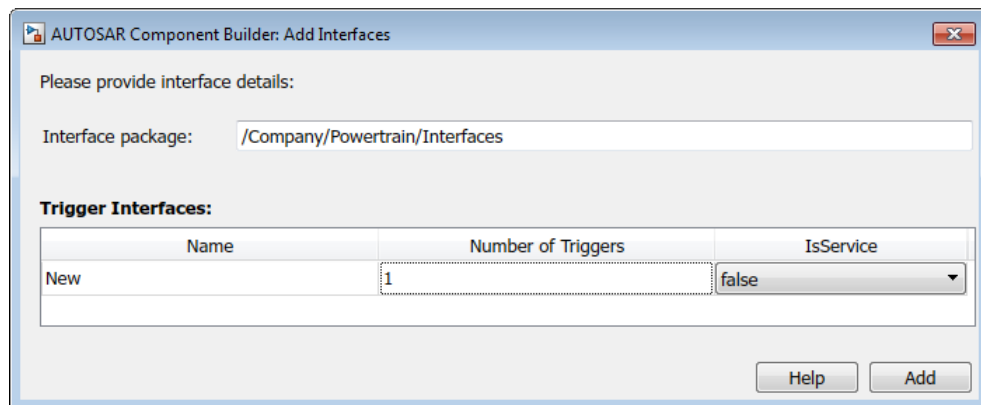 AUTOSAR Component Builder: Add Interfaces
Please provide interface details:
Interface package: /Company/Powertrain/Interfaces
Trigger Interfaces:
Name Number of Triggers IsService
New 1 false
Help Add